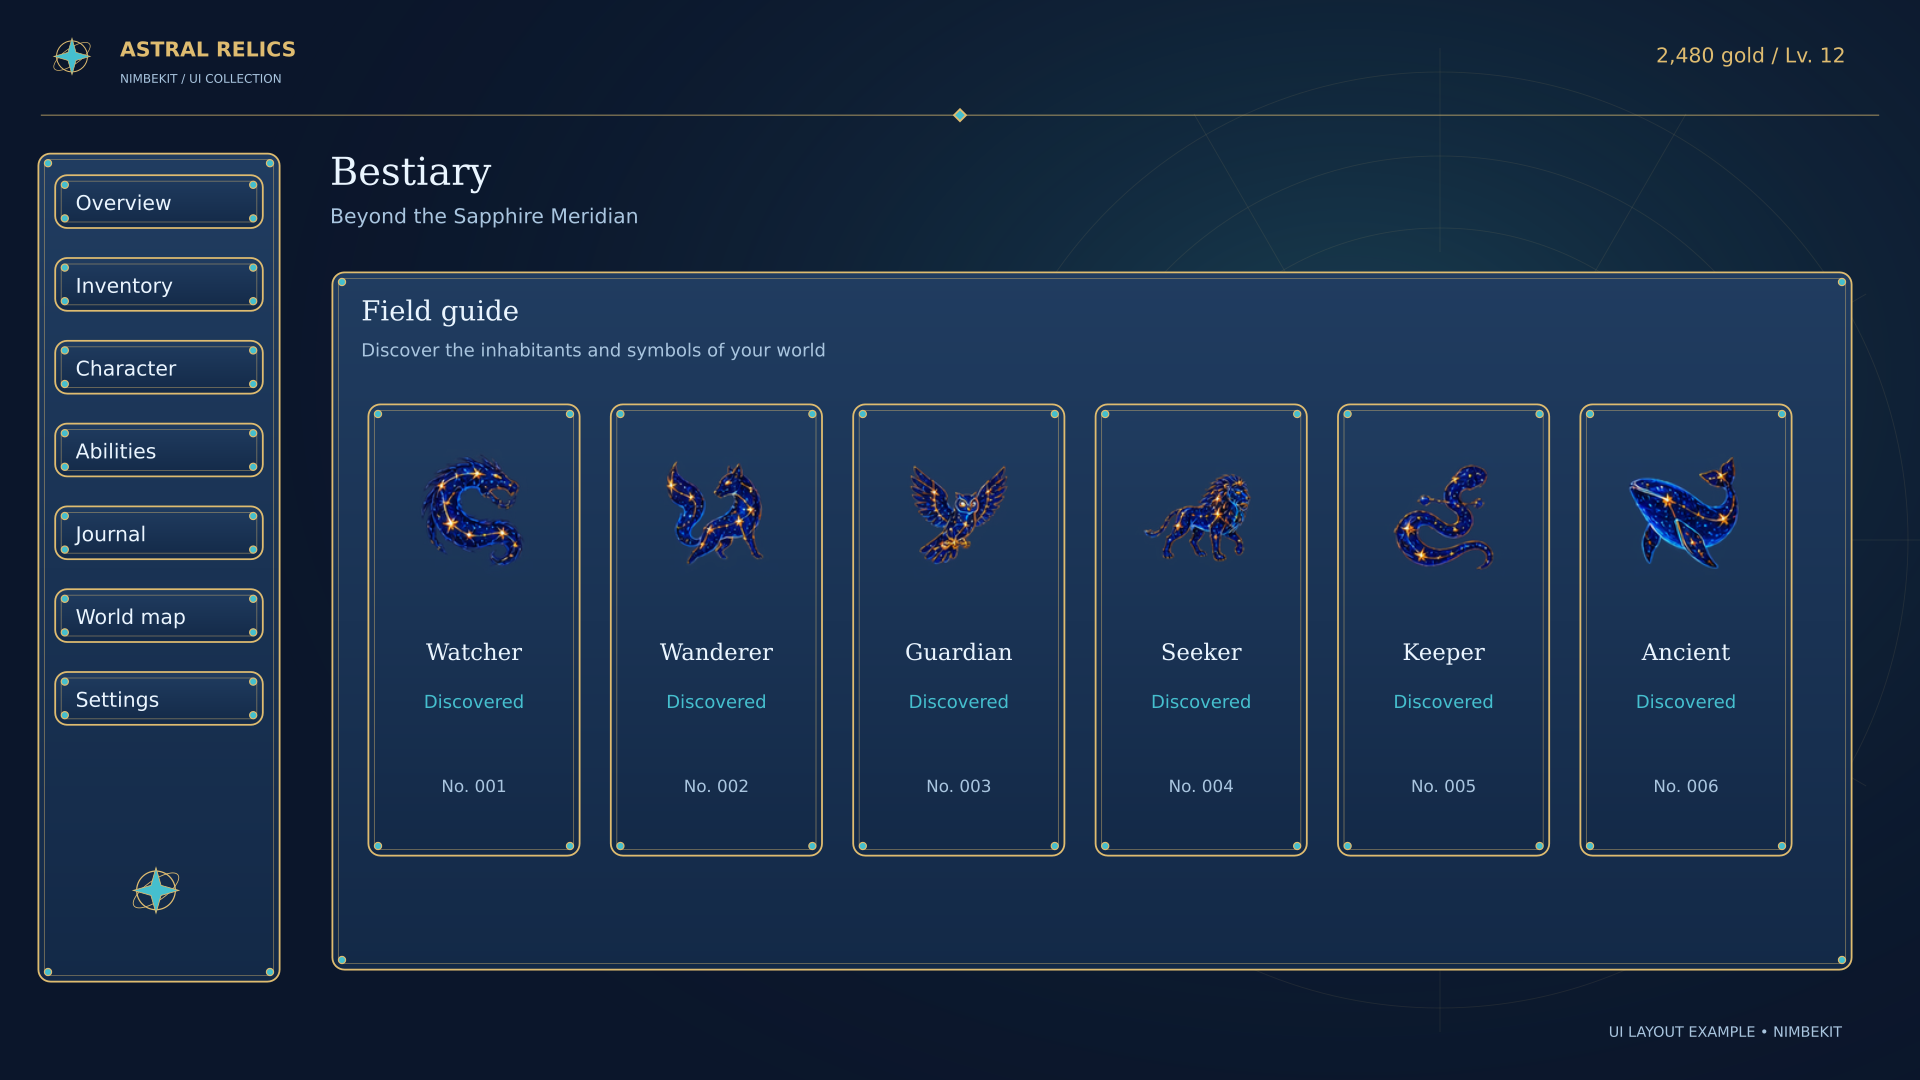 ASTRAL RELICS
NIMBEKIT / UI COLLECTION
2,480 gold / Lv. 12
Overview
Inventory
Character
Abilities
Journal
World map
Settings
Bestiary
Beyond the Sapphire Meridian
Field guide
Discover the inhabitants and symbols of your world
Watcher
Discovered
No. 001
Wanderer
Discovered
No. 002
Guardian
Discovered
No. 003
Seeker
Discovered
No. 004
Keeper
Discovered
No. 005
Ancient
Discovered
No. 006
UI LAYOUT EXAMPLE • NIMBEKIT